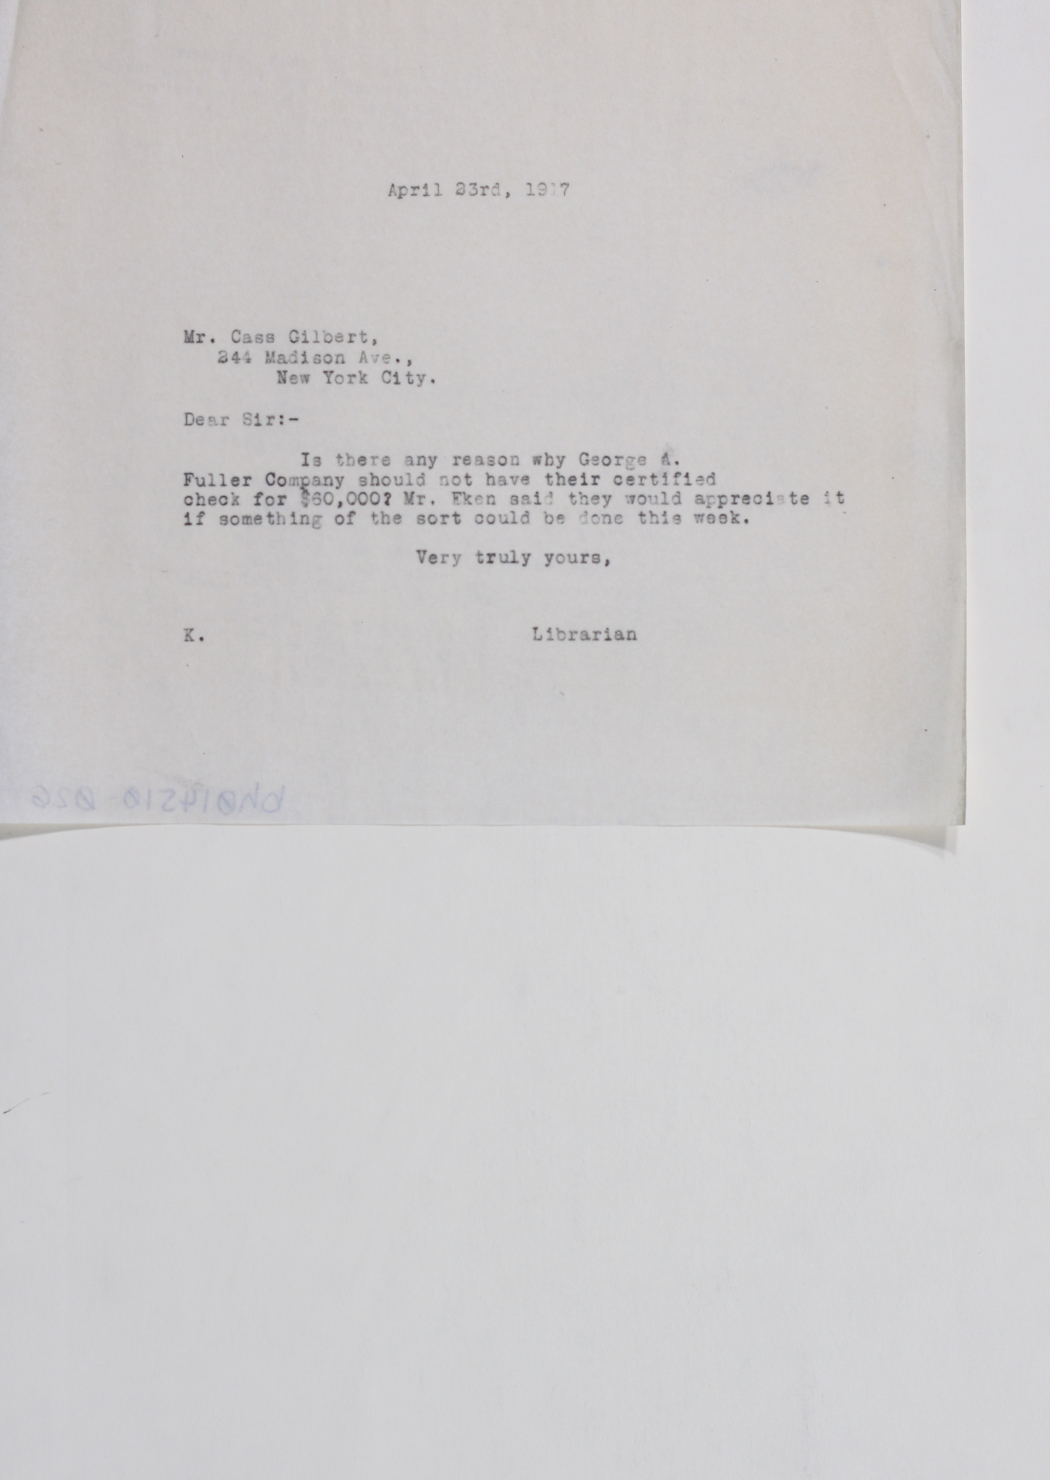 April 23rd, 1917
Mr. Cass Gilbert,
244 Madison Ave.,
New York City.
Dear Sir:-
Is there any reason why George A.
Fuller Company should not have their certified
check for $60,000? Mr. Eken said they would appreciate it
if something of the sort could be done this week.
Very truly yours,
K. Librarian
bh014510 026